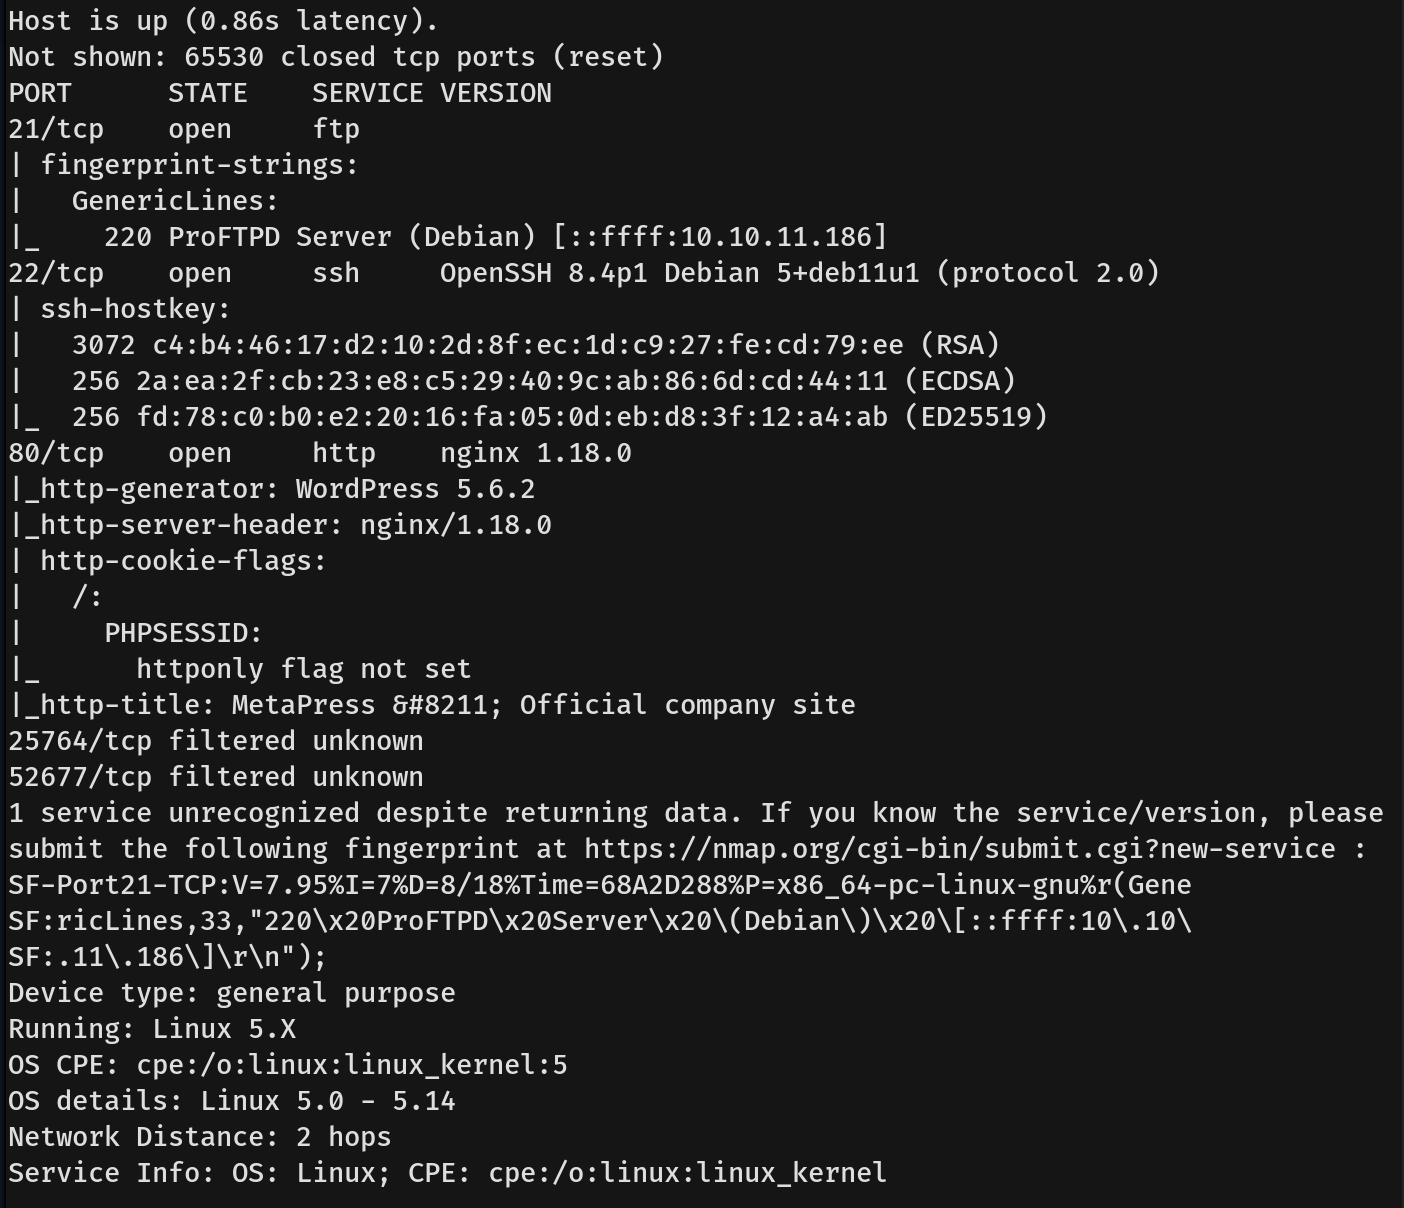 Host is up (0.86s latency).
Not shown: 65530 closed tcp ports (reset)
PORT      STATE    SERVICE VERSION
21/tcp    open     ftp
| fingerprint-strings:
|   GenericLines:
|_    220 ProFTPD Server (Debian) [::ffff:10.10.11.186]
22/tcp    open     ssh     OpenSSH 8.4p1 Debian 5+deb11u1 (protocol 2.0)
| ssh-hostkey:
|   3072 c4:b4:46:17:d2:10:2d:8f:ec:1d:c9:27:fe:cd:79:ee (RSA)
|   256 2a:ea:2f:cb:23:e8:c5:29:40:9c:ab:86:6d:cd:44:11 (ECDSA)
|_  256 fd:78:c0:b0:e2:20:16:fa:05:0d:eb:d8:3f:12:a4:ab (ED25519)
80/tcp    open     http    nginx 1.18.0
|_http-generator: WordPress 5.6.2
|_http-server-header: nginx/1.18.0
| http-cookie-flags:
|   /:
|     PHPSESSID:
|_      httponly flag not set
|_http-title: MetaPress &#8211; Official company site
25764/tcp filtered unknown
52677/tcp filtered unknown
1 service unrecognized despite returning data. If you know the service/version, please
submit the following fingerprint at https://nmap.org/cgi-bin/submit.cgi?new-service :
SF-Port21-TCP:V=7.95%I=7%D=8/18%Time=68A2D288%P=x86_64-pc-linux-gnu%r(Gene
SF:ricLines,33,"220\x20ProFTPD\x20Server\x20\(Debian\)\x20\[::ffff:10\.10\
SF:.11\.186\]\r\n");
Device type: general purpose
Running: Linux 5.X
OS CPE: cpe:/o:linux:linux_kernel:5
OS details: Linux 5.0 - 5.14
Network Distance: 2 hops
Service Info: OS: Linux; CPE: cpe:/o:linux:linux_kernel